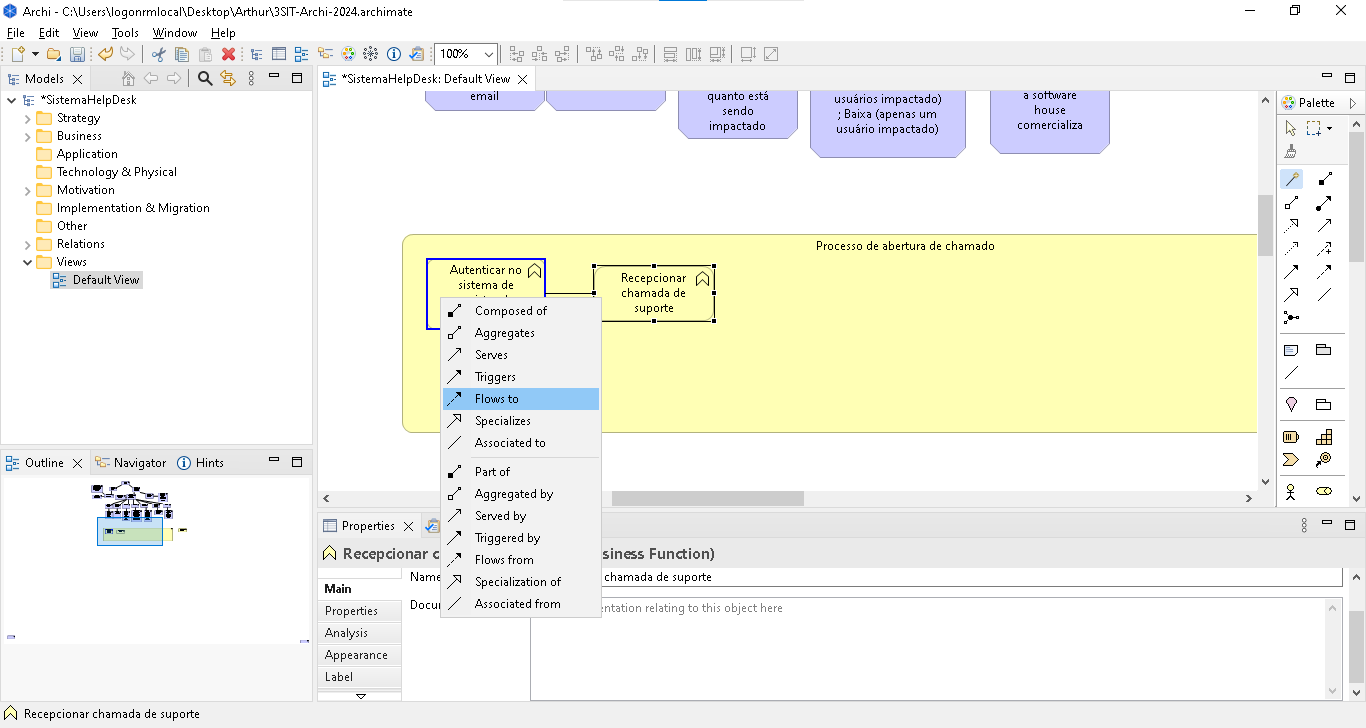 Archi - C:\Users\logonrmlocal\Desktop\Arthur\3SIT-Archi-2024.archimate
File Edit View Tools Window Help
100%
Models
*SistemaHelpDesk
Strategy
Business
Application
Technology & Physical
Motivation
Implementation & Migration
Other
Relations
Views
Default View
*SistemaHelpDesk: Default View
email
quanto está
sendo
impactado
usuários impactado)
; Baixa (apenas um
usuário impactado)
a software
house
comercializa
Processo de abertura de chamado
Autenticar no
sistema de
Recepcionar
chamada de
suporte
Composed of
Aggregates
Serves
Triggers
Flows to
Specializes
Associated to
Part of
Aggregated by
Served by
Triggered by
Flows from
Specialization of
Associated from
Palette
Outline
Navigator
Hints
Properties
Recepcionar c
siness Function)
Main
Properties
Analysis
Appearance
Label
Name
chamada de suporte
Docu
entation relating to this object here
Recepcionar chamada de suporte